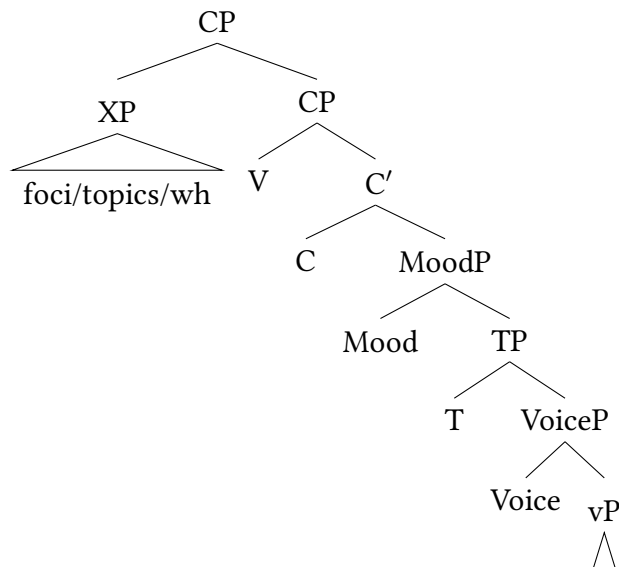 CP
XP CP
foci/topics/wh V C′
C MoodP
Mood TP
T VoiceP
Voice vP